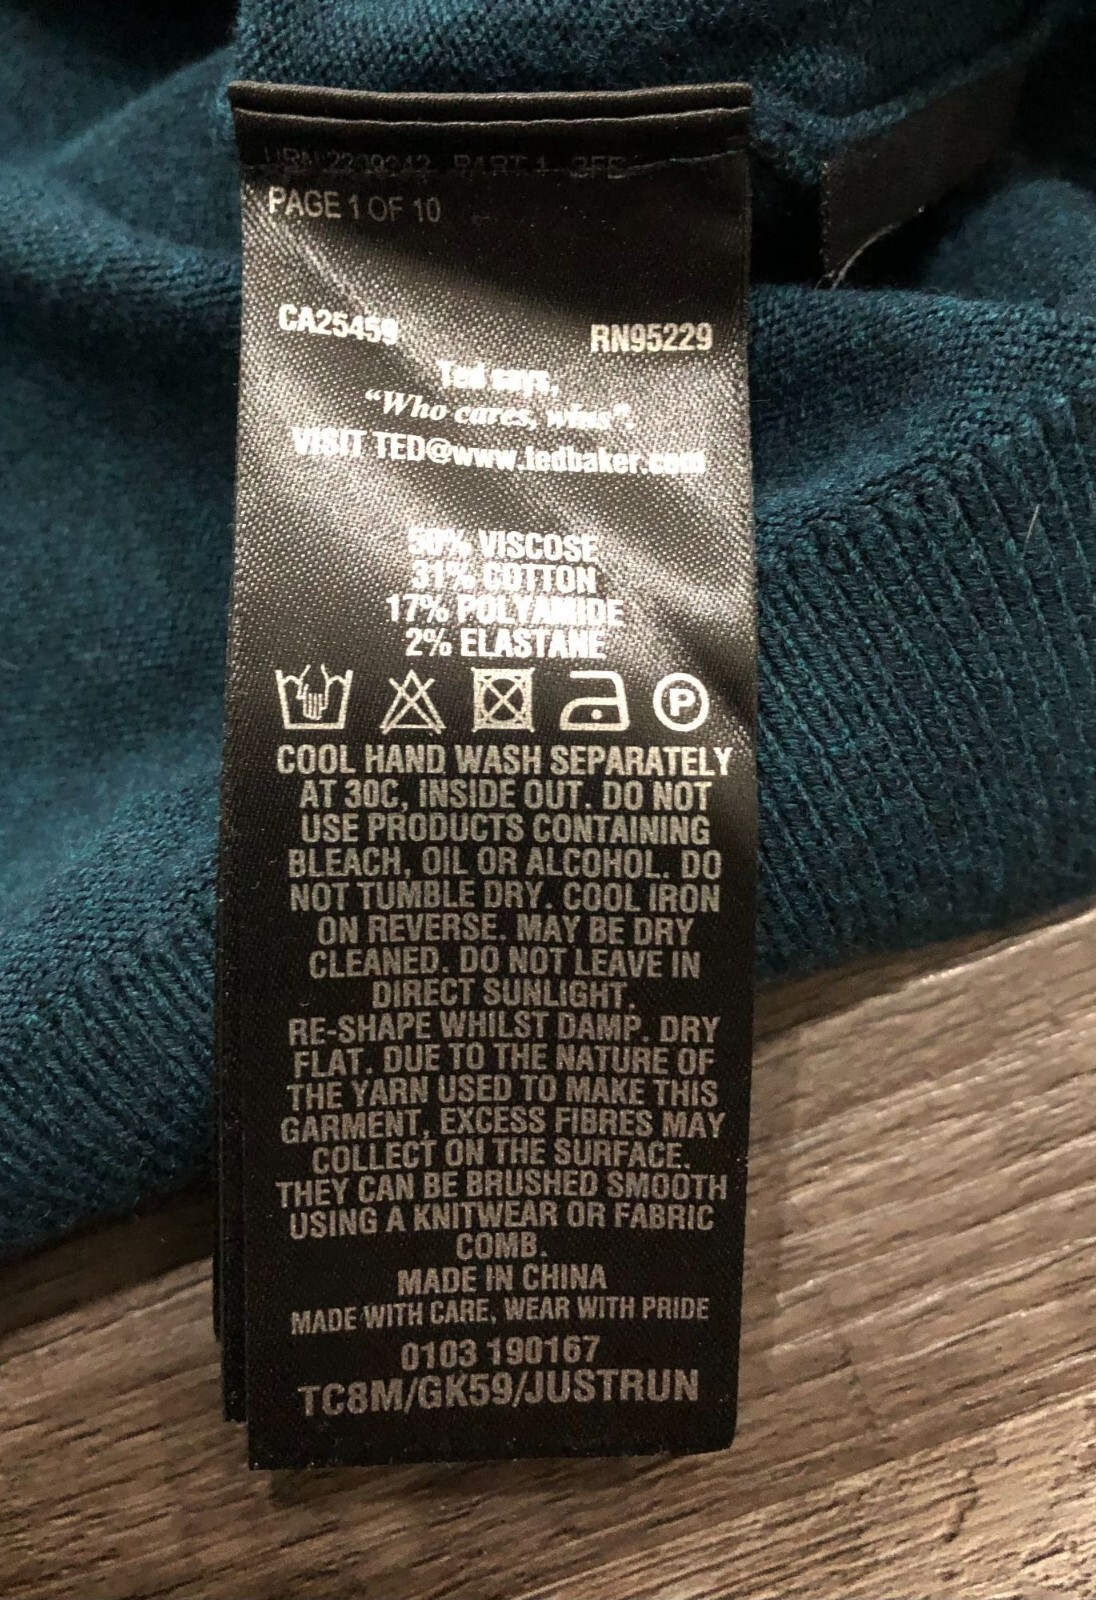 PART 1
PAGE 1 OF 10
CA25459 RN95229
Ted says,
“Who cares, wins”.
VISIT TED@www.tedbaker.com
50% VISCOSE
31% COTTON
17% POLYAMIDE
2% ELASTANE
P
COOL HAND WASH SEPARATELY
AT 30C, INSIDE OUT. DO NOT
USE PRODUCTS CONTAINING
BLEACH, OIL OR ALCOHOL. DO
NOT TUMBLE DRY. COOL IRON
ON REVERSE. MAY BE DRY
CLEANED. DO NOT LEAVE IN
DIRECT SUNLIGHT.
RE-SHAPE WHILST DAMP. DRY
FLAT. DUE TO THE NATURE OF
THE YARN USED TO MAKE THIS
GARMENT, EXCESS FIBRES MAY
COLLECT ON THE SURFACE.
THEY CAN BE BRUSHED SMOOTH
USING A KNITWEAR OR FABRIC
COMB.
MADE IN CHINA
MADE WITH CARE, WEAR WITH PRIDE
0103 190167
TC8M/GK59/JUSTRUN